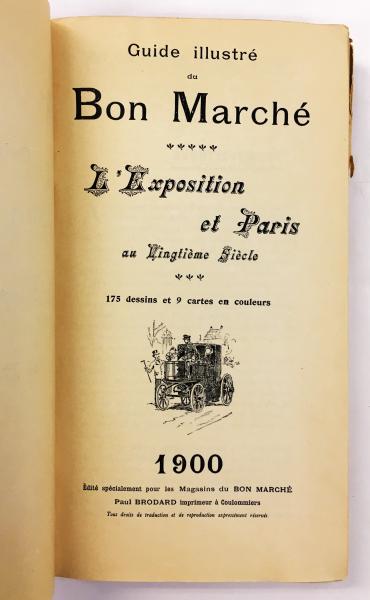 Guide illustré
du
Bon Marché
L'Exposition
et Paris
au Vingtième Siècle
175 dessins et 9 cartes en couleurs
1900
Édité spécialement pour les Magasins du BON MARCHÉ
Paul BRODARD imprimeur à Coulommiers
Tous droits de traduction et de reproduction expressément réservés.